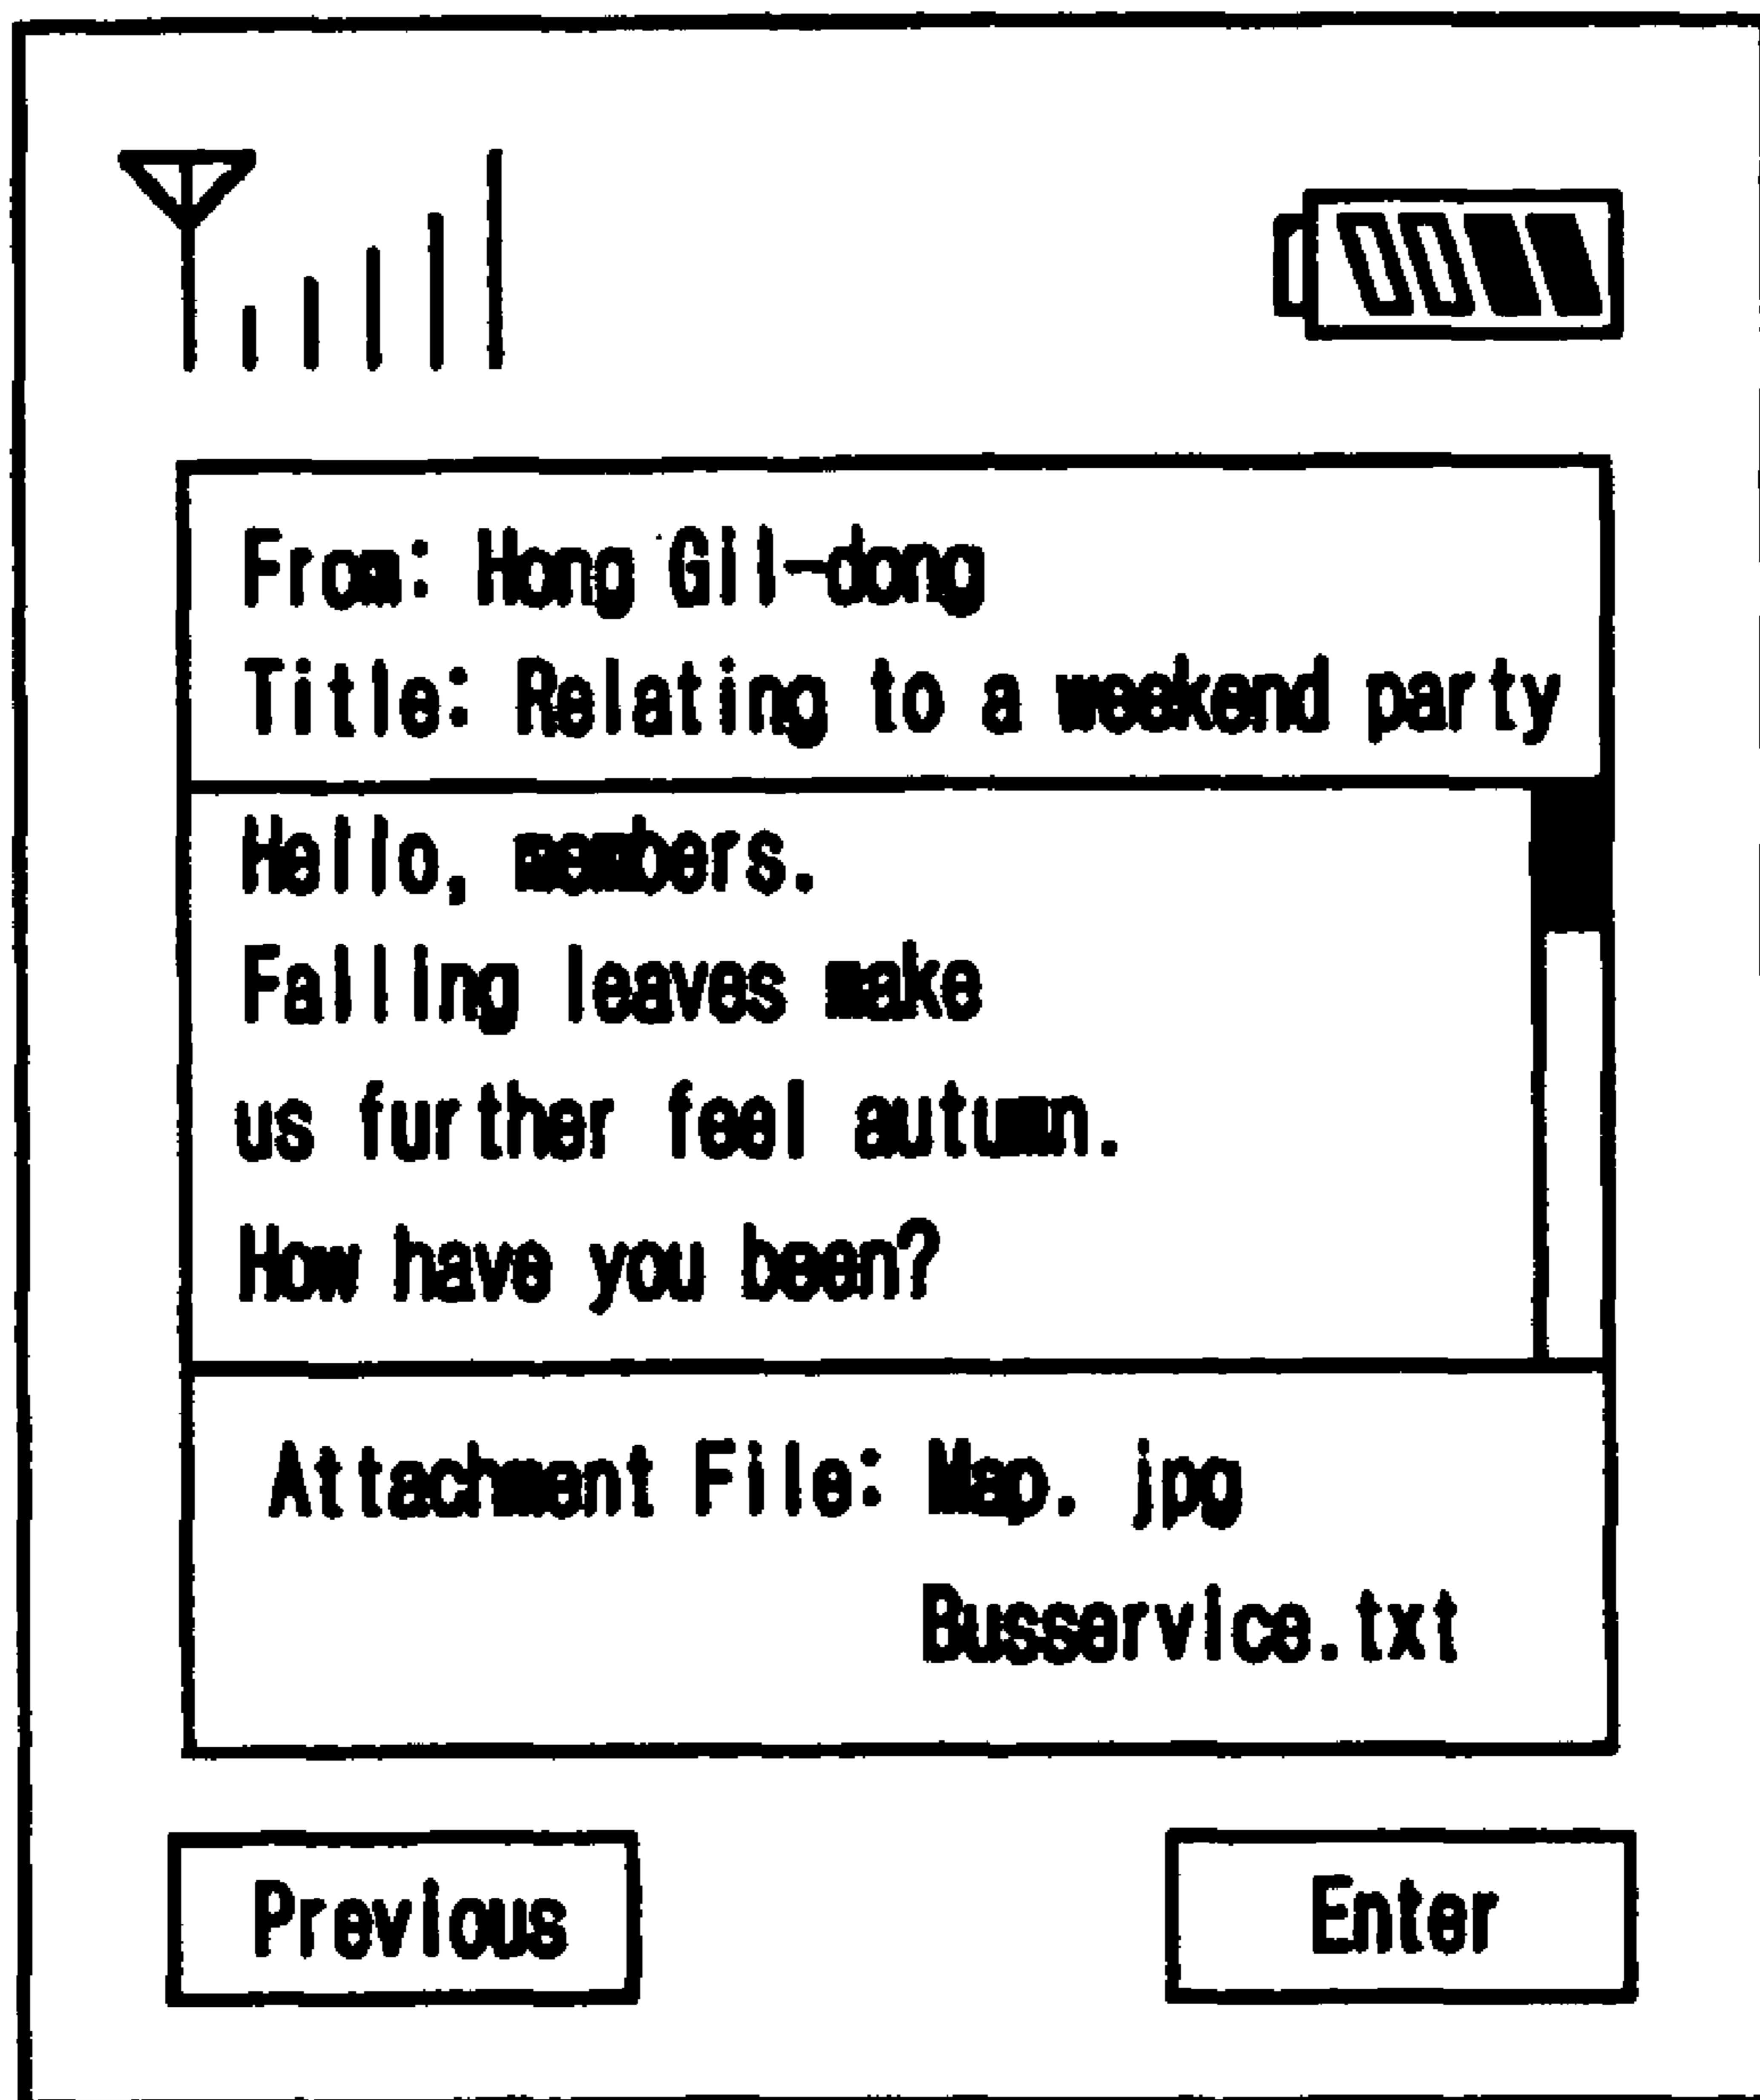 From: Hong Gil-dong
Title: Relating to a weekend party
Hello, members.
Falling leaves make
us further feel autumn.
How have you been?
Attachment File: Map. jpg
Busservice.txt
Previous
Enter